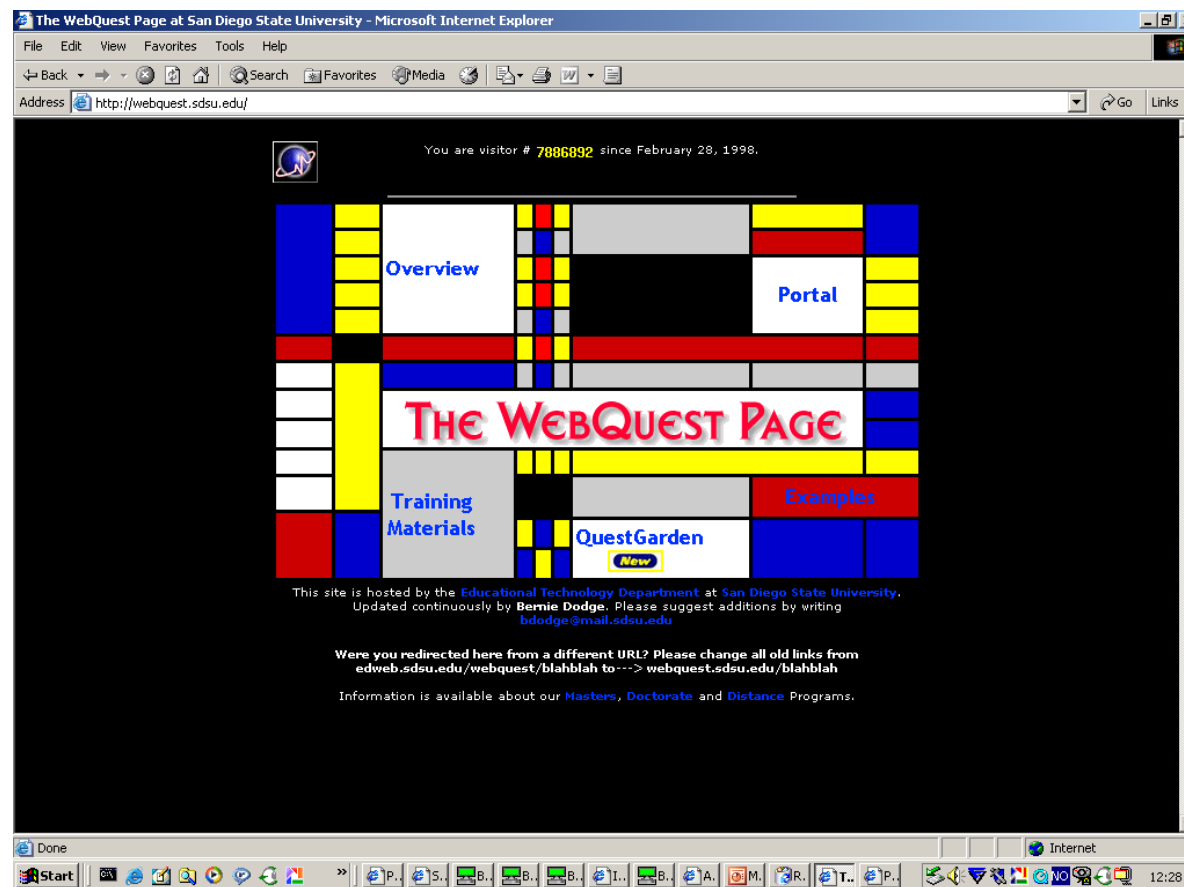 The WebQuest Page at San Diego State University - Microsoft Internet Explorer
File Edit View Favorites Tools Help
Back Search Favorites Media
Address http://webquest.sdsu.edu/ Go Links
You are visitor # 7886892 since February 28, 1998.
Overview
Portal
THE WEBQUEST PAGE
Training
Materials
Examples
QuestGarden
New
This site is hosted by the Educational Technology Department at San Diego State University.
Updated continuously by Bernie Dodge. Please suggest additions by writing
bdodge@mail.sdsu.edu
Were you redirected here from a different URL? Please change all old links from
edweb.sdsu.edu/webquest/blahblah to---> webquest.sdsu.edu/blahblah
Information is available about our Masters, Doctorate and Distance Programs.
Done Internet
Start » P.. S.. B.. B.. B.. I.. B.. A. M. R. T.. P.. NO 12:28